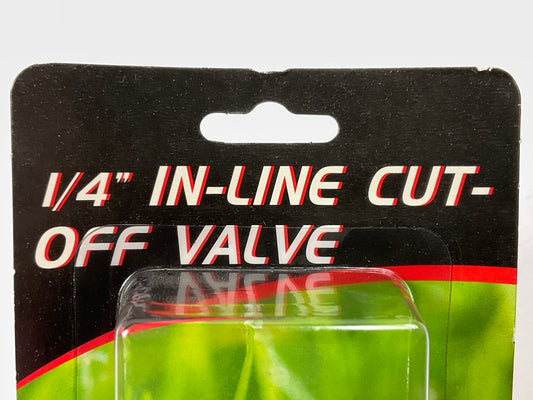 1/4" IN-LINE CUT-
OFF VALVE